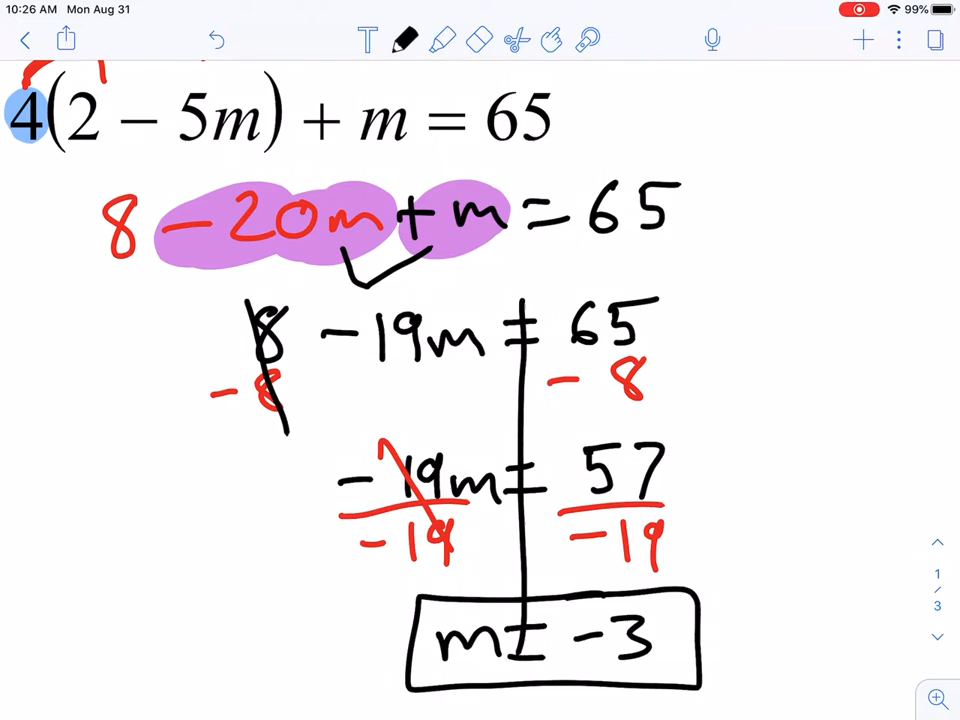 10:26 AM Mon Aug 31 99%
T
4(2 − 5m) + m = 65
8 − 20m + m = 65
8 − 19m = 65
− 8 − 8
− 19m = 57
− 19 − 19
m = − 3
1
/
3